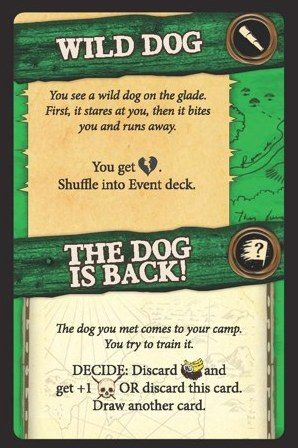 WILD DOG
You see a wild dog on the glade.
First, it stares at you, then it bites
you and runs away.
You get .
Shuffle into Event deck.
THE DOG
IS BACK!
?
The dog you met comes to your camp.
You try to train it.
DECIDE: Discard and
get +1 OR discard this card.
Draw another card.